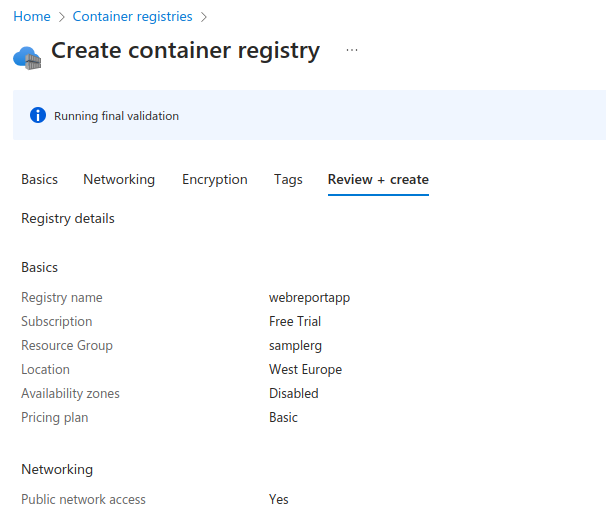 Home > Container registries >
Create container registry ...
Running final validation
Basics Networking Encryption Tags Review + create
Registry details
Basics
Registry name webreportapp
Subscription Free Trial
Resource Group samplerg
Location West Europe
Availability zones Disabled
Pricing plan Basic
Networking
Public network access Yes